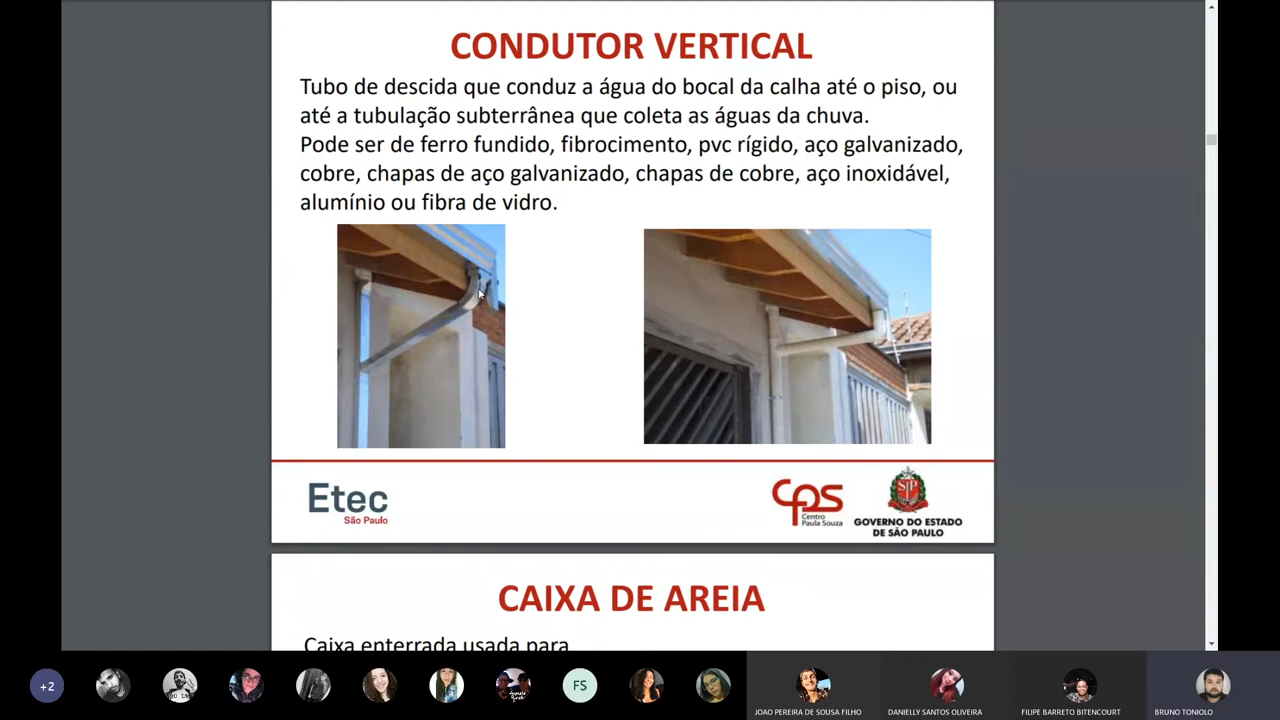 CONDUTOR VERTICAL
Tubo de descida que conduz a água do bocal da calha até o piso, ou
até a tubulação subterrânea que coleta as águas da chuva.
Pode ser de ferro fundido, fibrocimento, pvc rígido, aço galvanizado,
cobre, chapas de aço galvanizado, chapas de cobre, aço inoxidável,
alumínio ou fibra de vidro.
Etec
São Paulo
cps
Centro
Paula Souza
SP
GOVERNO DO ESTADO
DE SÃO PAULO
CAIXA DE AREIA
Caixa enterrada usada para
+2
FS
JOAO PEREIRA DE SOUSA FILHO
DANIELLY SANTOS OLIVEIRA
FILIPE BARRETO BITENCOURT
BRUNO TONIOLO